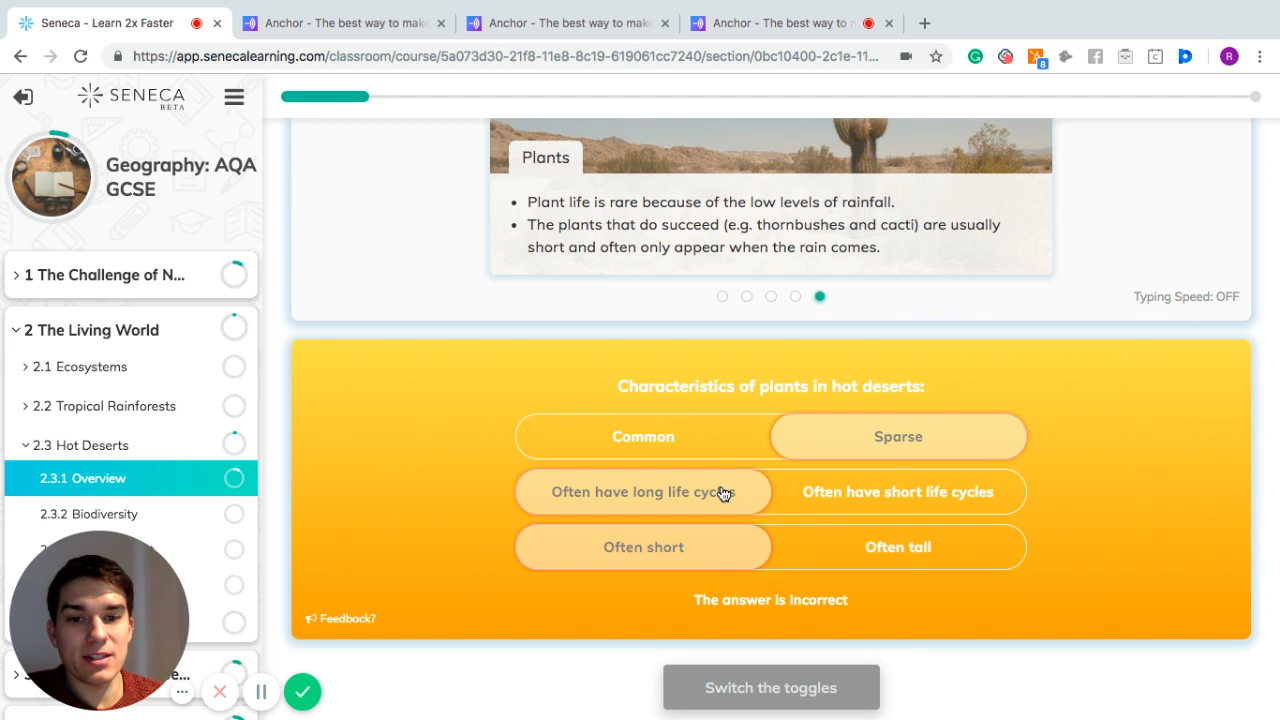 Seneca - Learn 2x Faster
Anchor - The best way to make
Anchor - The best way to make
Anchor - The best way to m
https://app.senecalearning.com/classroom/course/5a073d30-21f8-11e8-8c19-619061cc7240/section/0bc10400-2c1e-11...
8
R
SENECA
BETA
Geography: AQA
GCSE
1 The Challenge of N...
2 The Living World
2.1 Ecosystems
2.2 Tropical Rainforests
2.3 Hot Deserts
2.3.1 Overview
2.3.2 Biodiversity
Plants
• Plant life is rare because of the low levels of rainfall.
• The plants that do succeed (e.g. thornbushes and cacti) are usually
short and often only appear when the rain comes.
Typing Speed: OFF
Characteristics of plants in hot deserts:
Common
Sparse
Often have long life cycles
Often have short life cycles
Often short
Often tall
The answer is incorrect
Feedback?
Switch the toggles